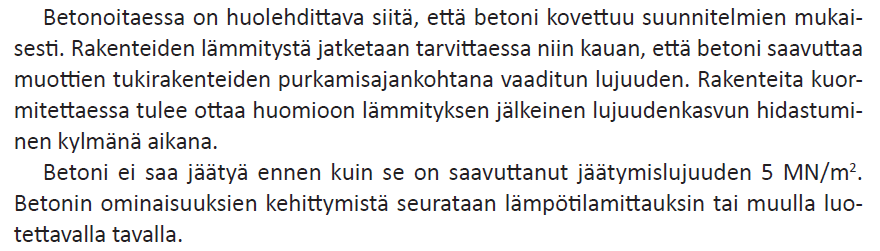 Betonoitaessa on huolehdittava siitä, että betoni kovettuu suunnitelmien mukai-
sesti. Rakenteiden lämmitystä jatketaan tarvittaessa niin kauan, että betoni saavuttaa
muottien tukirakenteiden purkamisajankohtana vaaditun lujuuden. Rakenteita kuor-
mitettaessa tulee ottaa huomioon lämmityksen jälkeinen lujuudenkasvun hidastumi-
nen kylmänä aikana.
Betoni ei saa jäätyä ennen kuin se on saavuttanut jäätymislujuuden 5 MN/m².
Betonin ominaisuuksien kehittymistä seurataan lämpötilamittauksin tai muulla luo-
tettavalla tavalla.